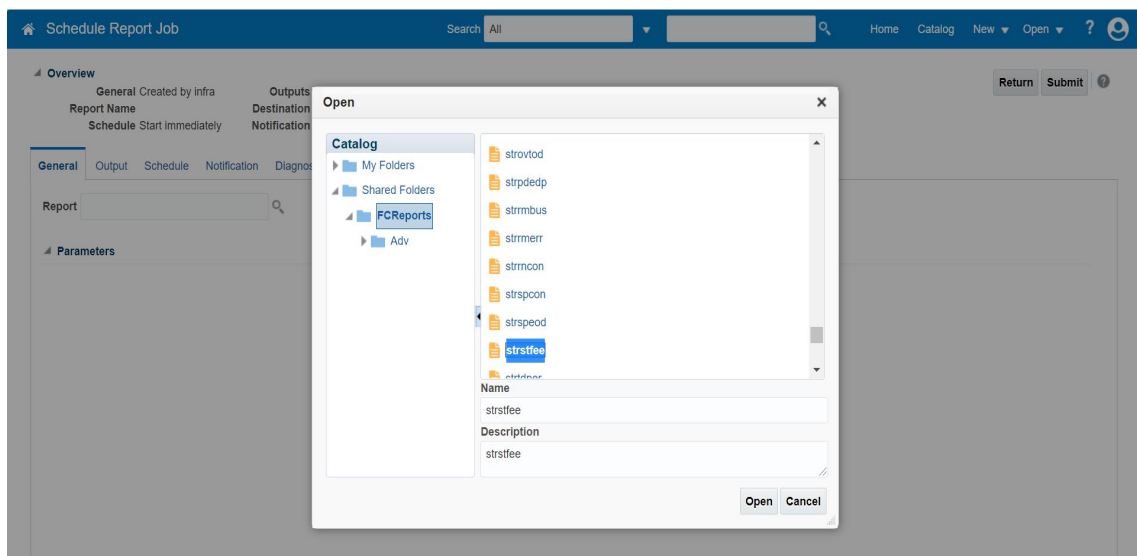 Schedule Report Job Search All Home Catalog New Open ?
Overview
Return Submit
General Created by infra Outputs
Report Name Destination
Schedule Start immediately Notification
General Output Schedule Notification Diagnos
Report
Parameters
Open
Catalog
My Folders
Shared Folders
FCReports
Adv
strovtod
strpdedp
strrmbus
strrmerr
strrncon
strspcon
strspeod
strstfee
Name
strstfee
Description
strstfee
Open Cancel